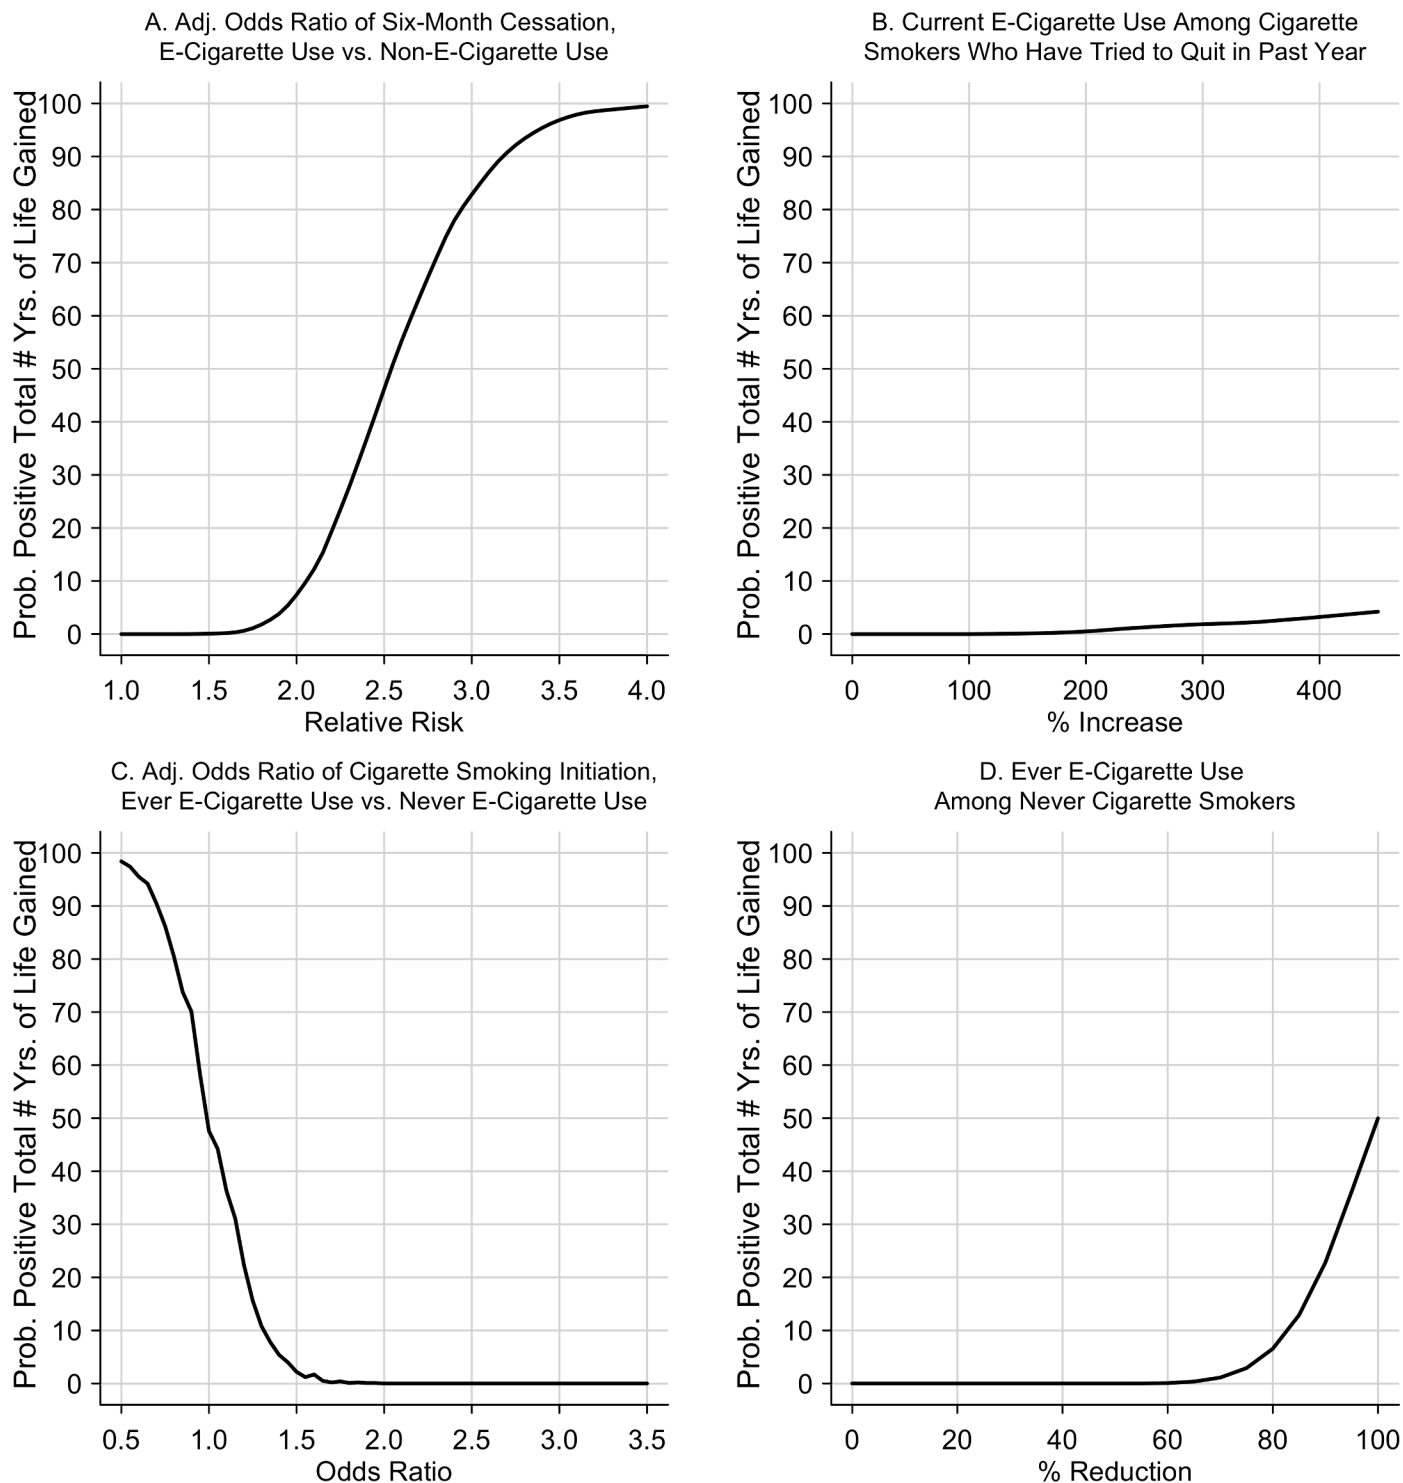 A. Adj. Odds Ratio of Six-Month Cessation,
E-Cigarette Use vs. Non-E-Cigarette Use
Prob. Positive Total # Yrs. of Life Gained
100
90
80
70
60
50
40
30
20
10
0
1.0 1.5 2.0 2.5 3.0 3.5 4.0
Relative Risk
B. Current E-Cigarette Use Among Cigarette
Smokers Who Have Tried to Quit in Past Year
Prob. Positive Total # Yrs. of Life Gained
100
90
80
70
60
50
40
30
20
10
0
0 100 200 300 400
% Increase
C. Adj. Odds Ratio of Cigarette Smoking Initiation,
Ever E-Cigarette Use vs. Never E-Cigarette Use
Prob. Positive Total # Yrs. of Life Gained
100
90
80
70
60
50
40
30
20
10
0
0.5 1.0 1.5 2.0 2.5 3.0 3.5
Odds Ratio
D. Ever E-Cigarette Use
Among Never Cigarette Smokers
Prob. Positive Total # Yrs. of Life Gained
100
90
80
70
60
50
40
30
20
10
0
0 20 40 60 80 100
% Reduction